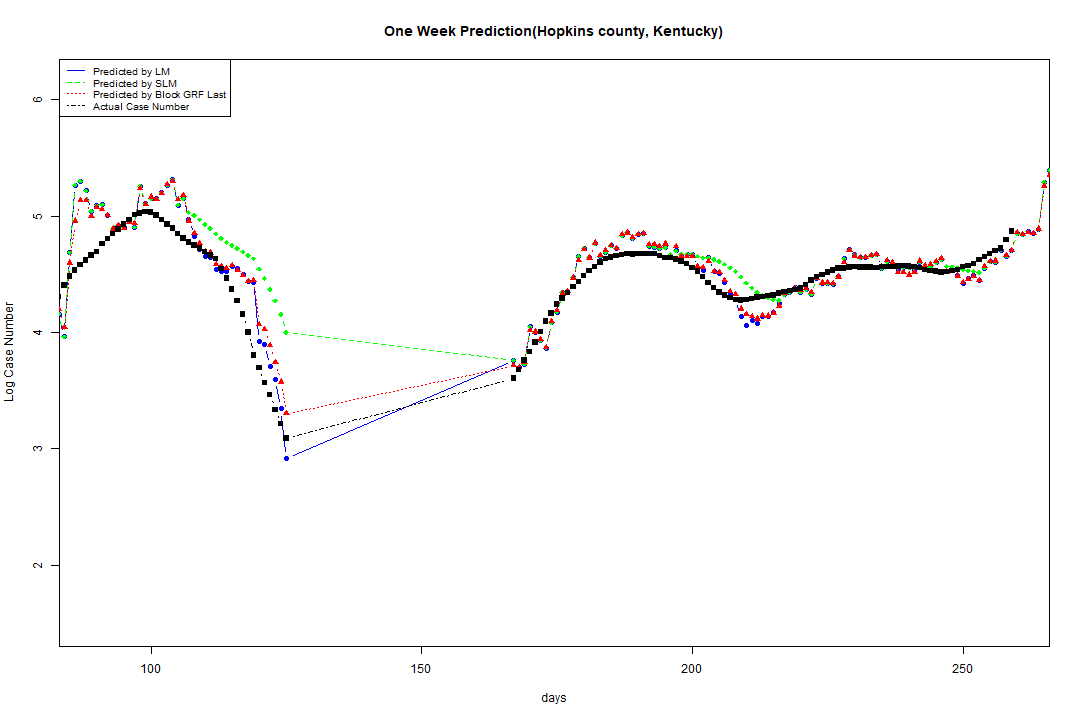 One Week Prediction(Hopkins county, Kentucky)
Predicted by LM
Predicted by SLM
Predicted by Block GRF Last
Actual Case Number
6
5
4
3
2
Log Case Number
100
150
200
250
days